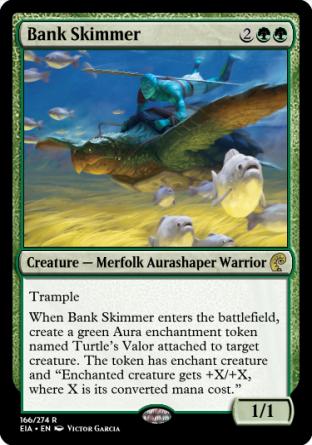 Bank Skimmer 2
Creature — Merfolk Aurashaper Warrior
Trample
When Bank Skimmer enters the battlefield,
create a green Aura enchantment token
named Turtle's Valor attached to target
creature. The token has enchant creature
and “Enchanted creature gets +X/+X,
where X is its converted mana cost.”
166/274 R
EIA • EN Victor Garcia
1/1